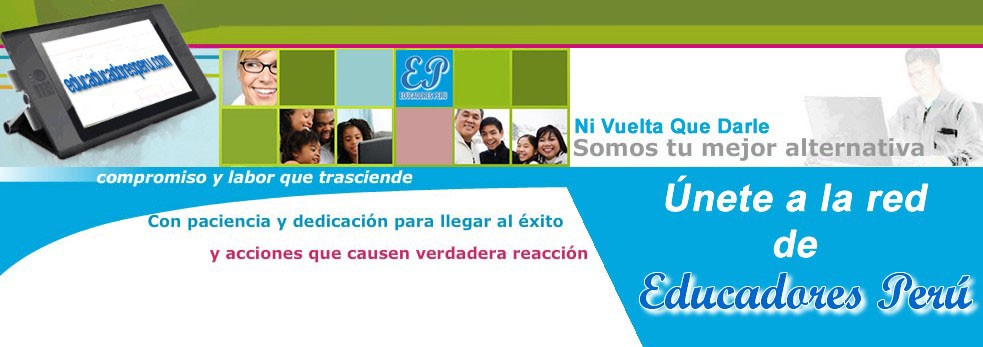 educaducadoresperu.com
EP
EDUCADORES PERÚ
Ni Vuelta Que Darle
Somos tu mejor alternativa
compromiso y labor que trasciende
Con paciencia y dedicación para llegar al éxito
y acciones que causen verdadera reacción
Únete a la red
de
Educadores Perú